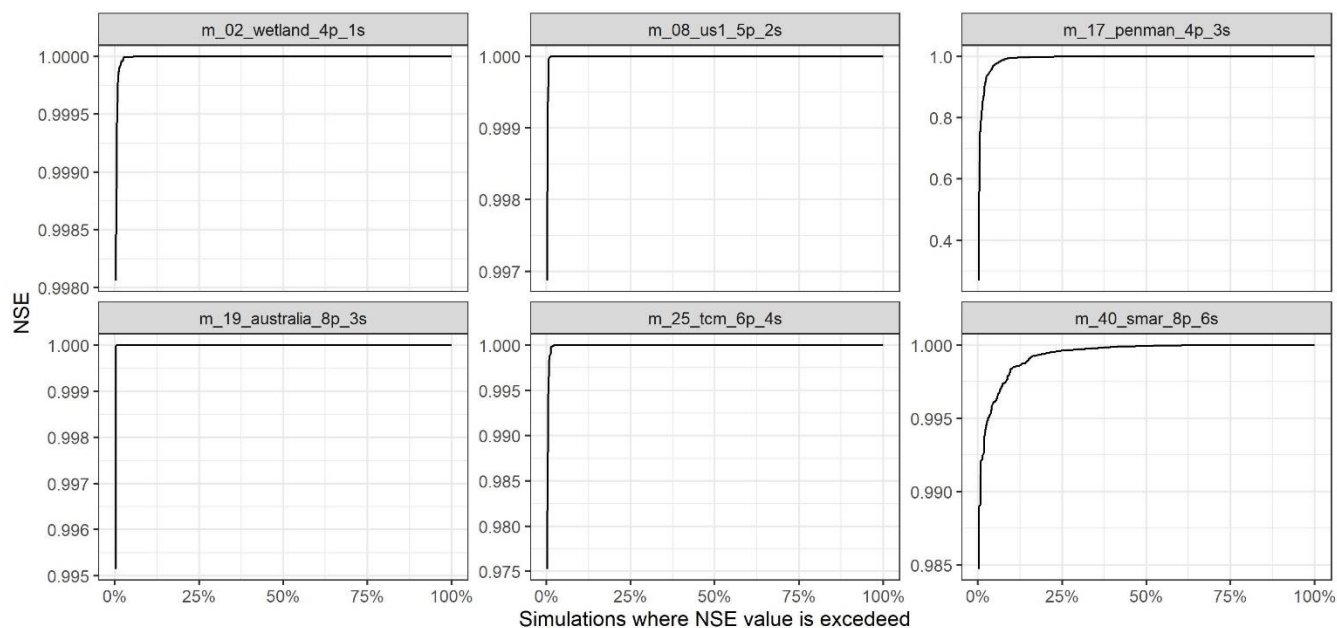 m_02_wetland_4p_1s
m_08_us1_5p_2s
m_17_penman_4p_3s
1.0000
0.9995
0.9990
0.9985
0.9980
1.000
0.999
0.998
0.997
1.0
0.8
0.6
0.4
NSE
m_19_australia_8p_3s
m_25_tcm_6p_4s
m_40_smar_8p_6s
1.000
0.999
0.998
0.997
0.996
0.995
1.000
0.995
0.990
0.985
0.980
0.975
1.000
0.995
0.990
0.985
0% 25% 50% 75% 100%
0% 25% 50% 75% 100%
0% 25% 50% 75% 100%
Simulations where NSE value is excedeed